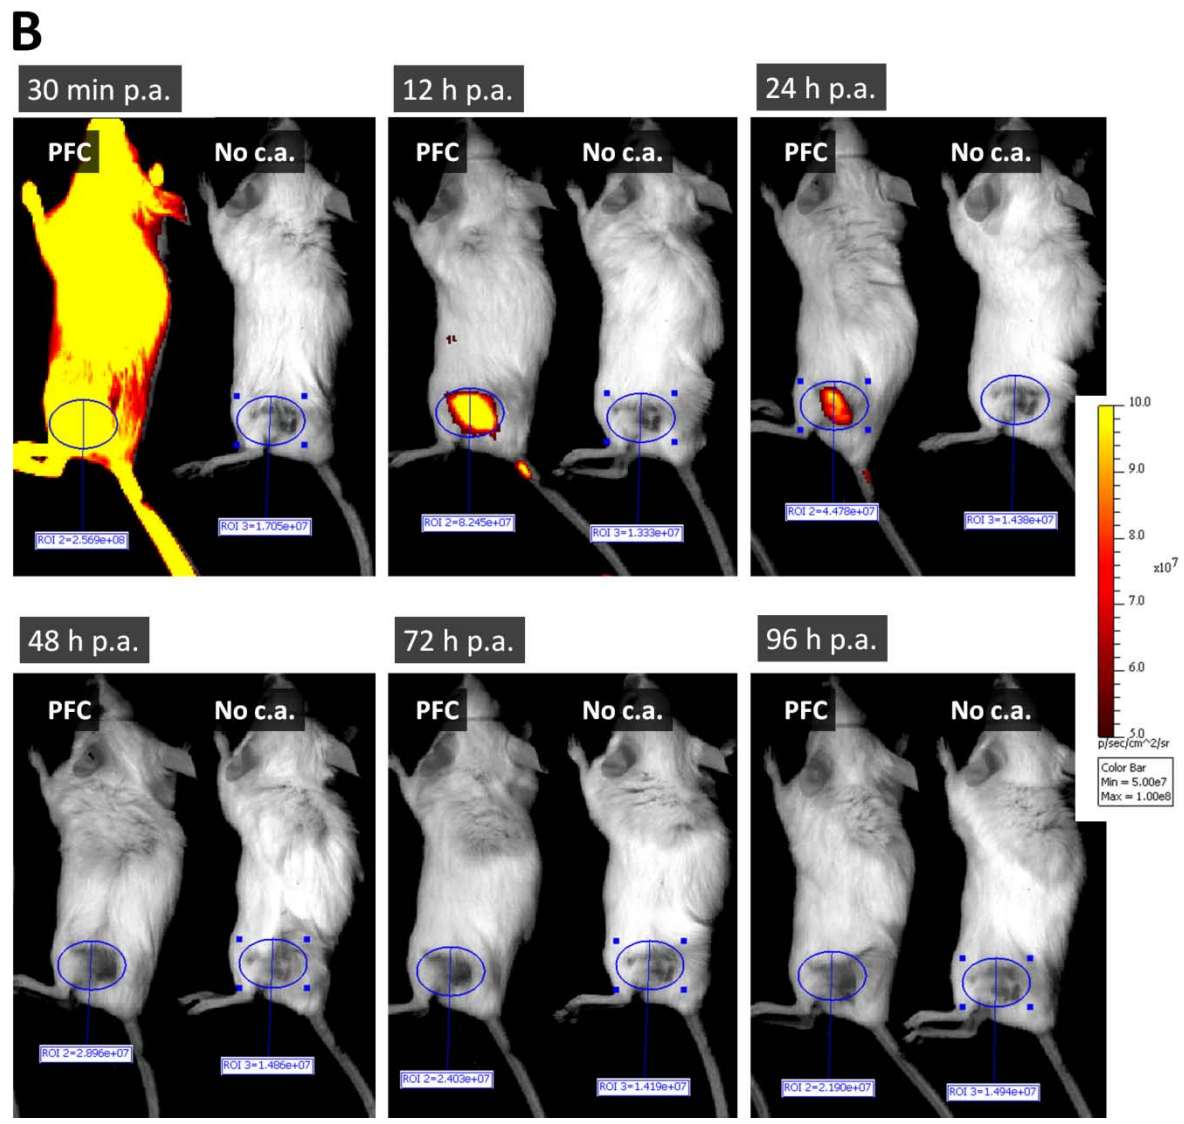 B
30 min p.a.
PFC
No c.a.
ROI 2=2.569e+08
ROI 3=1.705e+07
12 h p.a.
PFC
No c.a.
ROI 2=8.245e+07
ROI 3=1.333e+07
24 h p.a.
PFC
No c.a.
ROI 2=4.478e+07
ROI 3=1.438e+07
48 h p.a.
PFC
No c.a.
ROI 2=2.896e+07
ROI 3=1.486e+07
72 h p.a.
PFC
No c.a.
ROI 2=2.403e+07
ROI 3=1.419e+07
96 h p.a.
PFC
No c.a.
ROI 2=2.190e+07
ROI 3=1.494e+07
10.0
9.0
8.0
x10^7
7.0
6.0
5.0
p/sec/cm^2/sr
Color Bar
Min = 5.00e7
Max = 1.00e8